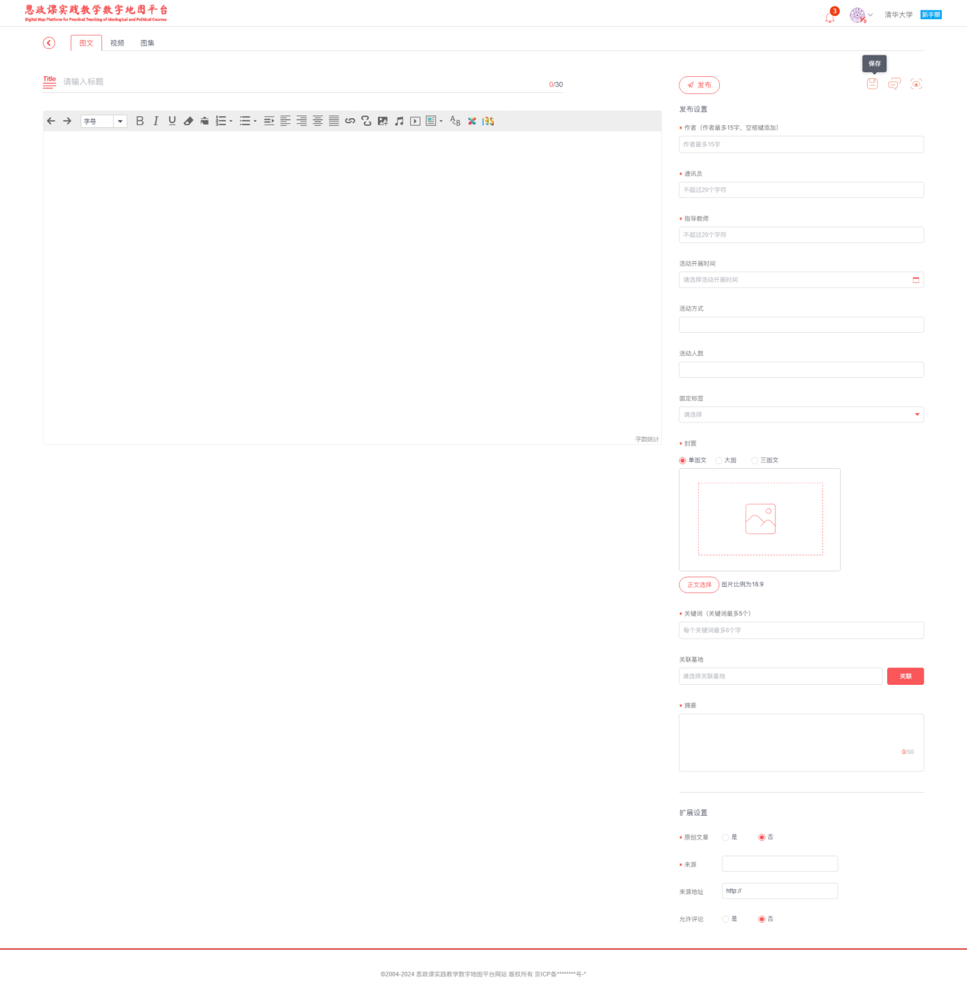 思政课实践教学数字地图平台
Digital Map Platform for Practical Teaching of Ideological and Political Courses
3
清华大学
新手期
图文
视频
图集
保存
Title
请输入标题
0/30
发布
发布设置
字号
* 作者（作者最多15字，空格键添加）
作者最多15字
* 通讯员
不超过20个字符
* 指导教师
不超过20个字符
活动开展时间
请选择活动开展时间
活动方式
活动人数
固定标签
请选择
字数统计
* 封面
单图文
大图
三图文
正文选择
图片比例为16:9
* 关键词（关键词最多5个）
每个关键词最多6个字
关联基地
请选择关联基地
关联
* 摘要
0/60
扩展设置
* 原创文章
是
否
* 来源
来源地址
http://
允许评论
是
否
©2004-2024 思政课实践教学数字地图平台网站 版权所有 京ICP备********号-*